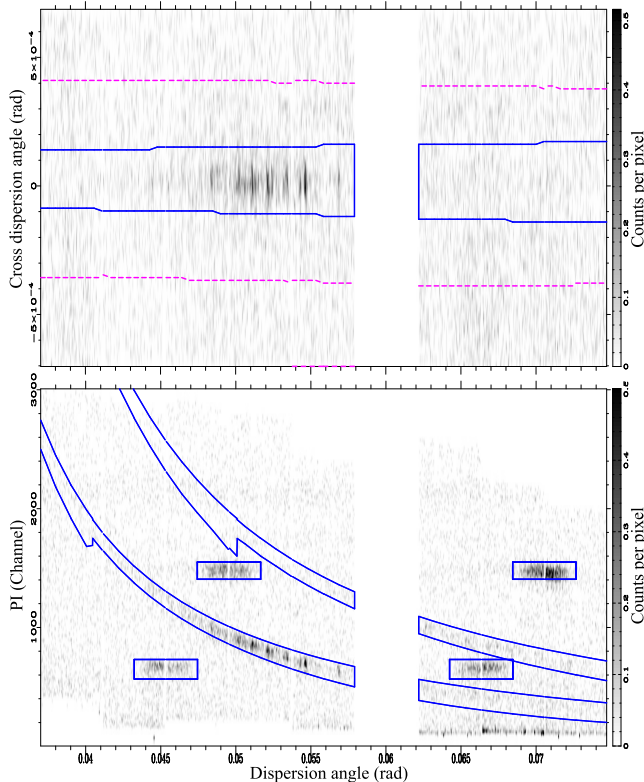 5×10⁻⁴
0
−5×10⁻⁴
Cross dispersion angle (rad)
0.4
0.3
0.2
0.1
0
Counts per pixel
3000
2000
1000
PI (Channel)
0.5
0.4
0.3
0.2
0.1
0
Counts per pixel
0.04 0.045 0.05 0.055 0.06 0.065 0.07
Dispersion angle (rad)